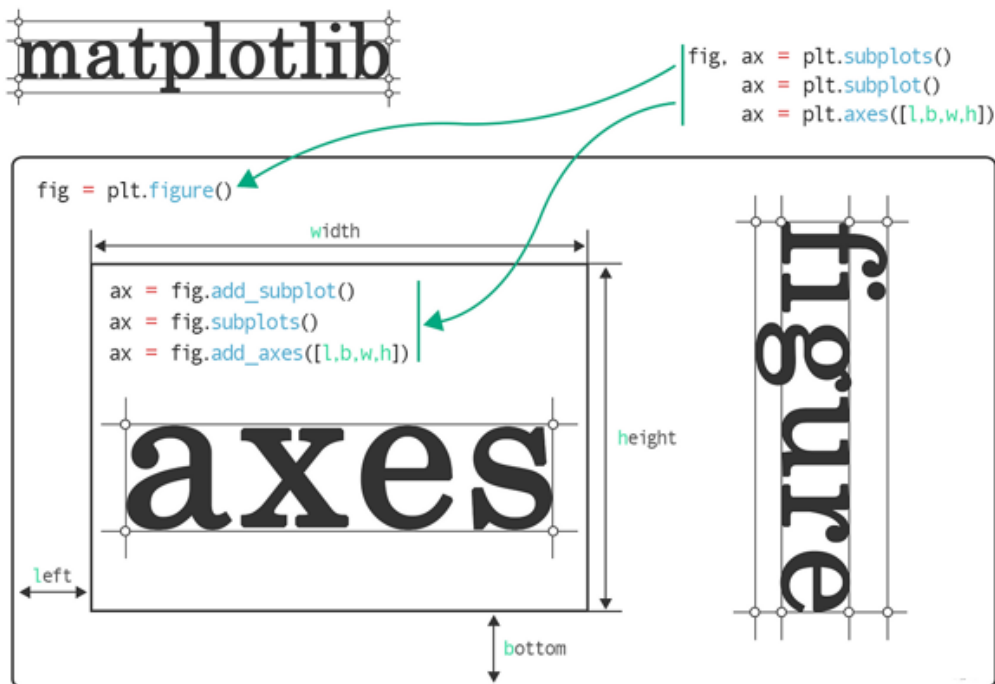 matplotlib
fig, ax = plt.subplots()
ax = plt.subplot()
ax = plt.axes([l,b,w,h])
fig = plt.figure()
width
ax = fig.add_subplot()
ax = fig.subplots()
ax = fig.add_axes([l,b,w,h])
axes
height
left
bottom
figure